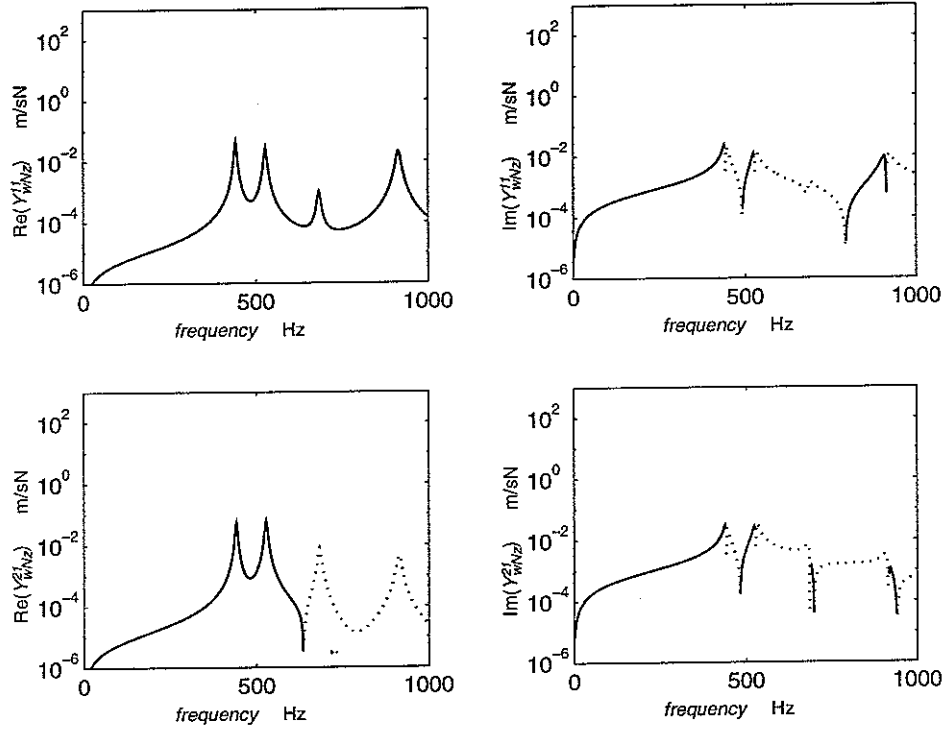 Re(Y^{11}_{wNz}) m/sN
10^2
10^0
10^{-2}
10^{-4}
10^{-6}
0 500 1000
frequency Hz
Im(Y^{11}_{wNz}) m/sN
10^2
10^0
10^{-2}
10^{-4}
10^{-6}
0 500 1000
frequency Hz
Re(Y^{21}_{wNz}) m/sN
10^2
10^0
10^{-2}
10^{-4}
10^{-6}
0 500 1000
frequency Hz
Im(Y^{21}_{wNz}) m/sN
10^2
10^0
10^{-2}
10^{-4}
10^{-6}
0 500 1000
frequency Hz